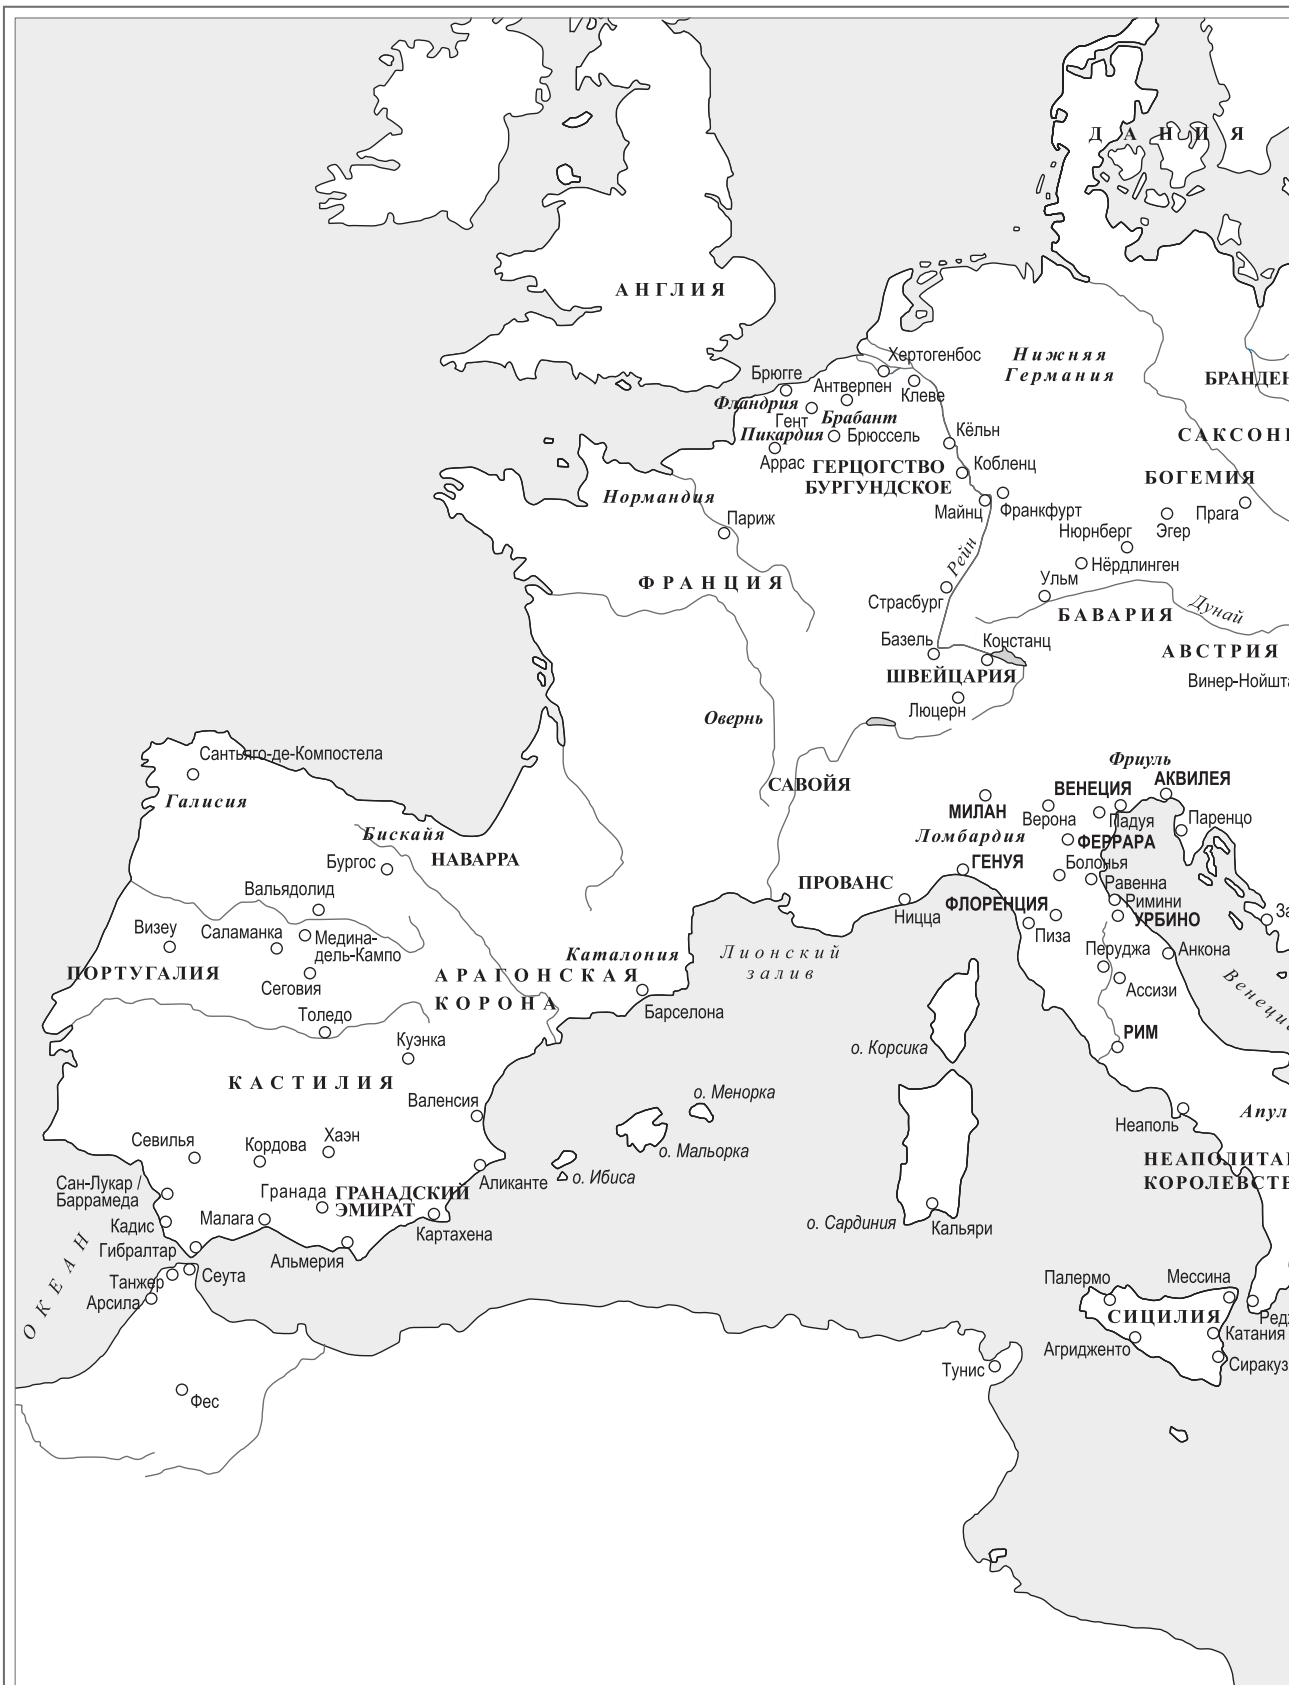 ДАНИЯ
АНГЛИЯ
Хертогенбос
Нижняя
Германия
Брюгге
Антверпен
Клеве
БРАНДЕН
Фландрия
Гент
Брабант
Пикардия
Брюссель
Кёльн
САКСОНИ
Аррас
ГЕРЦОГСТВО
БУРГУНДСКОЕ
Кобленц
БОГЕМИЯ
Нормандия
Майнц
Франкфурт
Прага
Париж
Эгер
Нюрнберг
Рейн
Нёрдлинген
ФРАНЦИЯ
Ульм
Страсбург
Дунай
БАВАРИЯ
Базель
Констанц
АВСТРИЯ
ШВЕЙЦАРИЯ
Винер-Нойшта
Люцерн
Овернь
Сантьяго-де-Компостела
Фриуль
АКВИЛЕЯ
САВОЙЯ
ВЕНЕЦИЯ
Галисия
МИЛАН
Верона
Падуя
Паренцо
Бискайя
Ломбардия
ФЕРРАРА
НАВАРРА
Бургос
ГЕНУЯ
Болонья
Равенна
ПРОВАНС
Вальядолид
ФЛОРЕНЦИЯ
Римини
Ницца
УРБИНО
За
Визеу
Саламанка
Медина-
дель-Кампо
Пиза
Каталония
Лионский
залив
Перуджа
Анкона
ПОРТУГАЛИЯ
АРАГОНСКАЯ
КОРОНА
Сеговия
Ассизи
Венециа
Толедо
Барселона
РИМ
Куэнка
о. Корсика
КАСТИЛИЯ
о. Менорка
Валенсия
Апул
Неаполь
Севилья
Кордова
Хаэн
о. Мальорка
НЕАПОЛИТАН
КОРОЛЕВСТВ
Сан-Лукар /
Баррамеда
Аликанте
о. Ибиса
Гранада
ГРАНАДСКИЙ
ЭМИРАТ
Кадис
Малага
Картахена
о. Сардиния
Кальяри
Гибралтар
Альмерия
ОКЕАН
Танжер
Сеута
Арсила
Палермо
Мессина
СИЦИЛИЯ
Редж
Катания
Агридженто
Сиракуз
Тунис
Фес